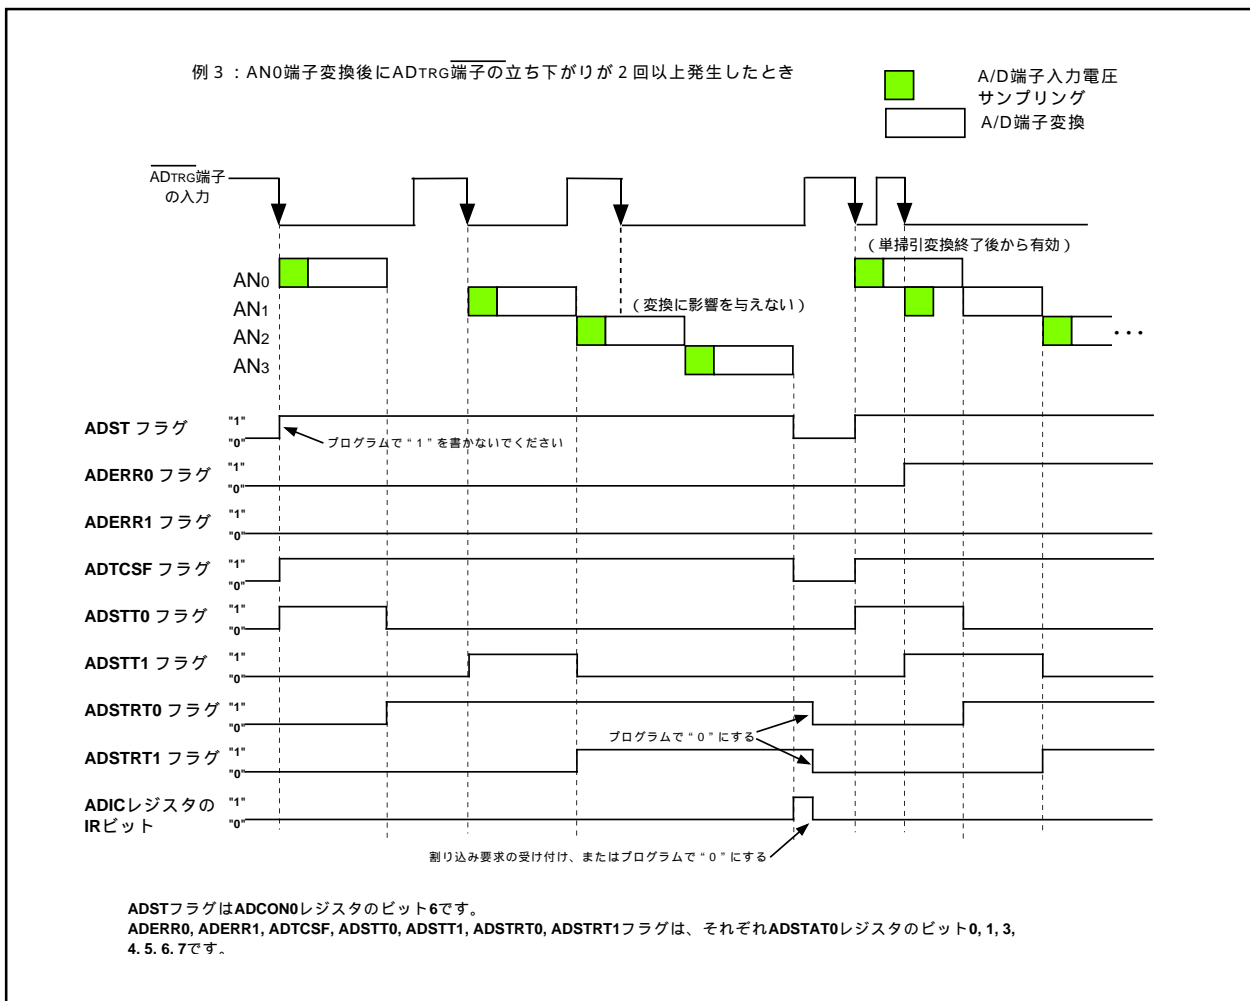 例3：AN0端子変換後にADTRG端子の立ち下がりが2回以上発生したとき
A/D端子入力電圧
サンプリング
A/D端子変換
ADTRG端子
の入力
（単掃引変換終了後から有効）
AN0
AN1
（変換に影響を与えない）
AN2
AN3
･･･
ADST フラグ
"1"
"0"
プログラムで“1”を書かないでください
ADERR0 フラグ
"1"
"0"
ADERR1 フラグ
"1"
"0"
ADTCSF フラグ
"1"
"0"
ADSTT0 フラグ
"1"
"0"
ADSTT1 フラグ
"1"
"0"
ADSTRT0 フラグ
"1"
"0"
プログラムで“0”にする
ADSTRT1 フラグ
"1"
"0"
ADICレジスタの
IRビット
"1"
"0"
割り込み要求の受け付け、またはプログラムで“0”にする
ADSTフラグはADCON0レジスタのビット6です。
ADERR0, ADERR1, ADTCSF, ADSTT0, ADSTT1, ADSTRT0, ADSTRT1フラグは、それぞれADSTAT0レジスタのビット0, 1, 3,
4, 5, 6, 7です。